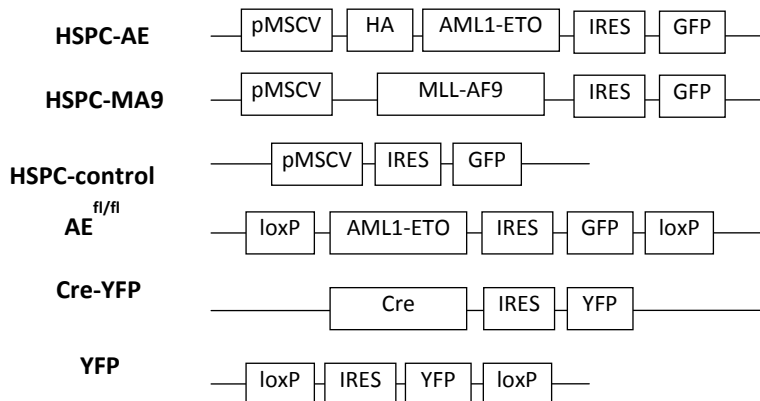 HSPC-AE pMSCV HA AML1-ETO IRES GFP
HSPC-MA9 pMSCV MLL-AF9 IRES GFP
HSPC-control pMSCV IRES GFP
AE fl/fl loxP AML1-ETO IRES GFP loxP
Cre-YFP Cre IRES YFP
YFP loxP IRES YFP loxP